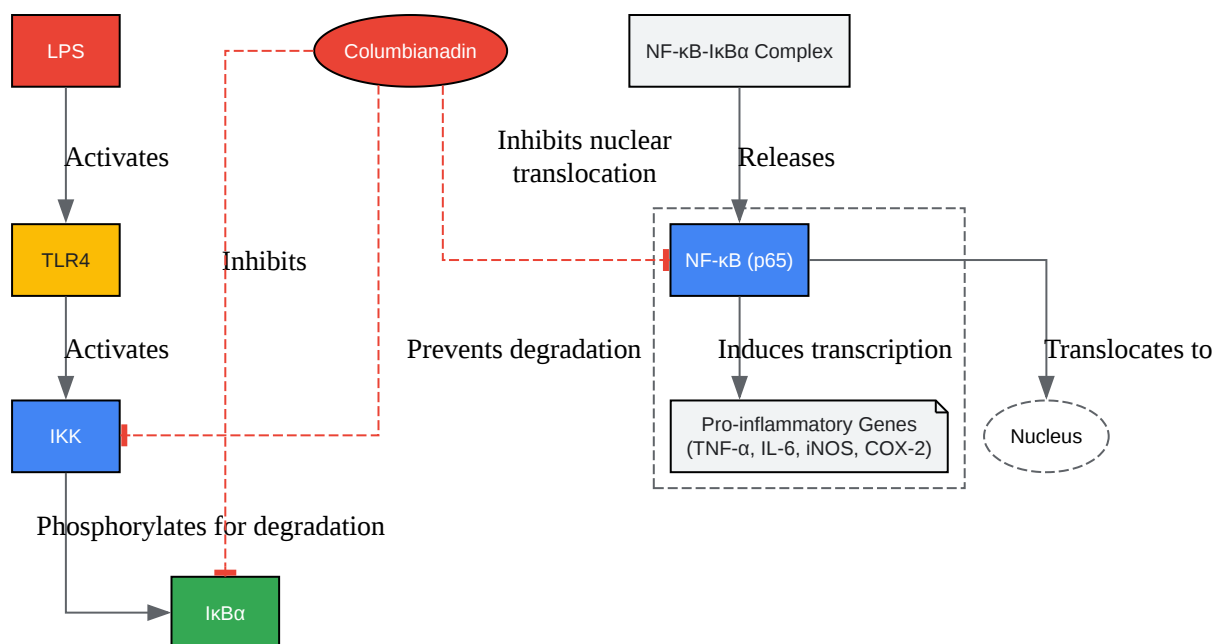 LPS
Columbianadin
NF-κB-IκBα Complex
Activates
Inhibits nuclear
translocation
Releases
TLR4
Inhibits
NF-κB (p65)
Activates
Prevents degradation
Induces transcription
Translocates to
IKK
Pro-inflammatory Genes
(TNF-α, IL-6, iNOS, COX-2)
Nucleus
Phosphorylates for degradation
IκBα